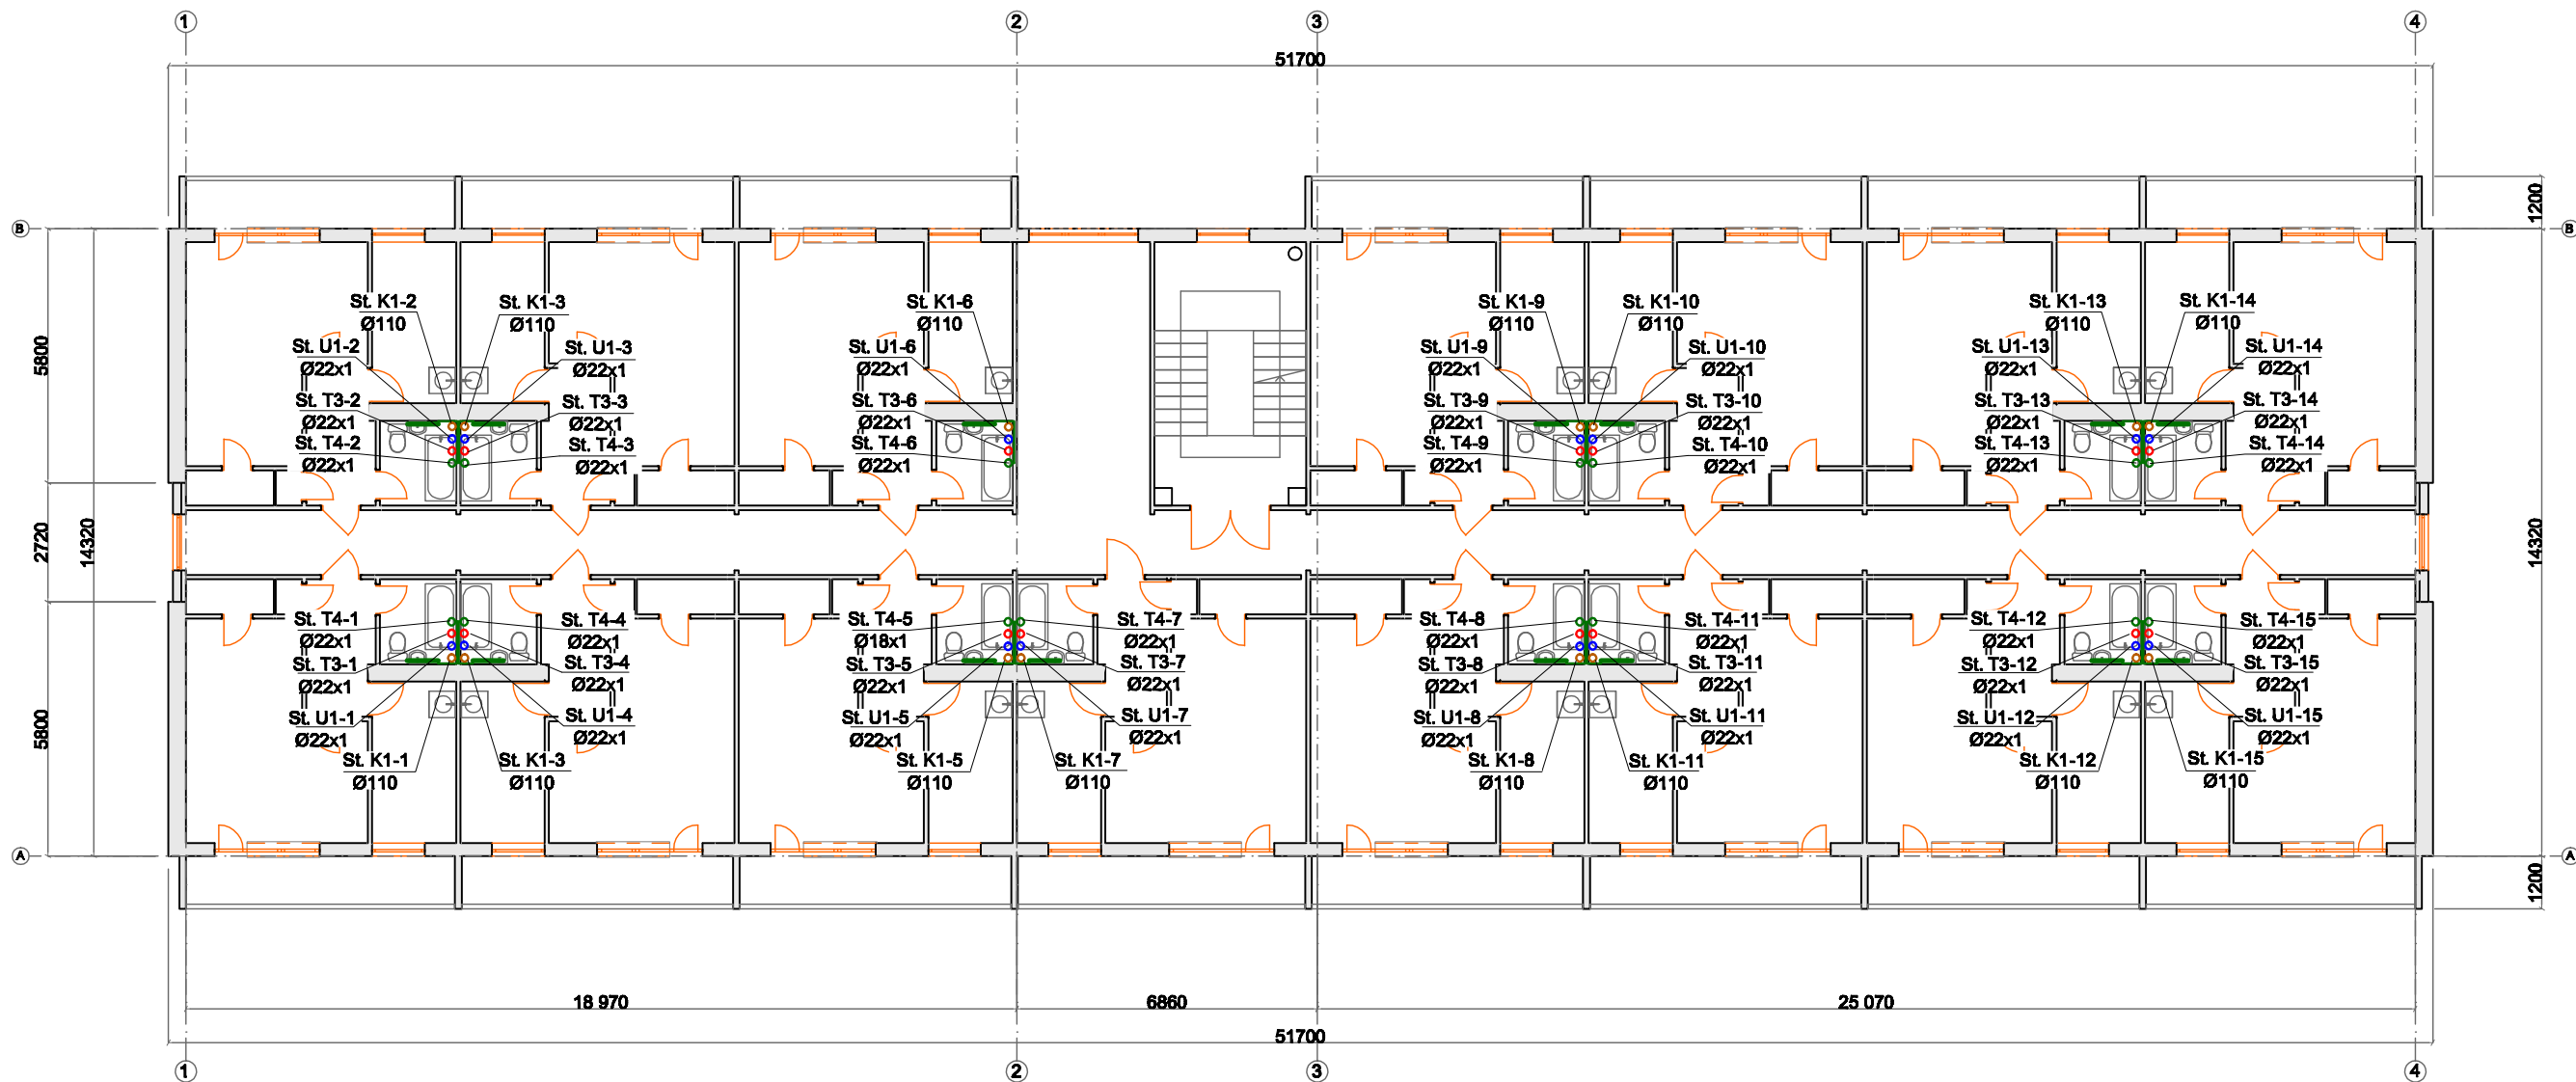 1
2
3
4
51700
1200
B
B
St. K1-2
Ø110
St. K1-3
Ø110
St. K1-6
Ø110
St. K1-9
Ø110
St. K1-10
Ø110
St. K1-13
Ø110
St. K1-14
Ø110
St. U1-2
Ø22x1
St. U1-3
Ø22x1
St. U1-6
Ø22x1
St. U1-9
Ø22x1
St. U1-10
Ø22x1
St. U1-13
Ø22x1
St. U1-14
Ø22x1
5800
St. T3-2
Ø22x1
St. T3-3
Ø22x1
St. T3-6
Ø22x1
St. T3-9
Ø22x1
St. T3-10
Ø22x1
St. T3-13
Ø22x1
St. T3-14
Ø22x1
St. T4-2
Ø22x1
St. T4-3
Ø22x1
St. T4-6
Ø22x1
St. T4-9
Ø22x1
St. T4-10
Ø22x1
St. T4-13
Ø22x1
St. T4-14
Ø22x1
2720
14320
14320
St. T4-1
Ø22x1
St. T4-4
Ø22x1
St. T4-5
Ø18x1
St. T4-7
Ø22x1
St. T4-8
Ø22x1
St. T4-11
Ø22x1
St. T4-12
Ø22x1
St. T4-15
Ø22x1
St. T3-1
Ø22x1
St. T3-4
Ø22x1
St. T3-5
Ø22x1
St. T3-7
Ø22x1
St. T3-8
Ø22x1
St. T3-11
Ø22x1
St. T3-12
Ø22x1
St. T3-15
Ø22x1
5800
St. U1-1
Ø22x1
St. U1-4
Ø22x1
St. U1-5
Ø22x1
St. U1-7
Ø22x1
St. U1-8
Ø22x1
St. U1-11
Ø22x1
St. U1-12
Ø22x1
St. U1-15
Ø22x1
St. K1-1
Ø110
St. K1-3
Ø110
St. K1-5
Ø110
St. K1-7
Ø110
St. K1-8
Ø110
St. K1-11
Ø110
St. K1-12
Ø110
St. K1-15
Ø110
A
A
1200
18 970
6860
25 070
51700
1
2
3
4